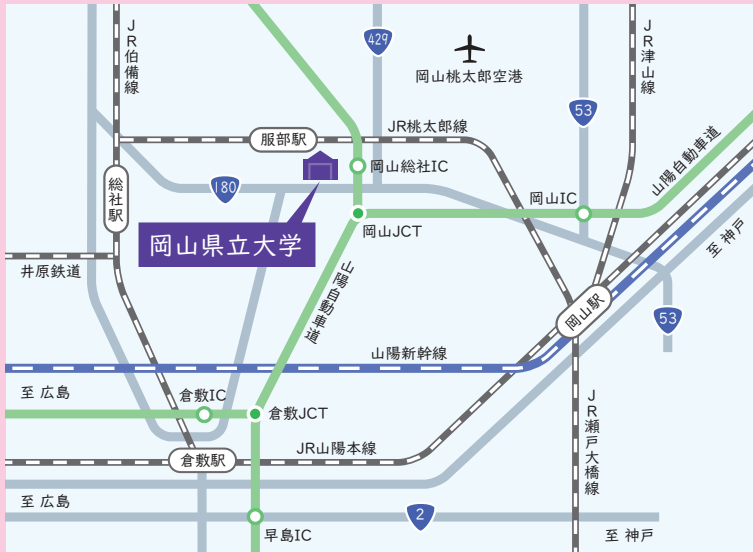 JR伯備線
429
岡山桃太郎空港
JR津山線
53
服部駅
JR桃太郎線
岡山総社IC
山陽自動車道
総社駅
180
岡山IC
岡山県立大学
岡山JCT
至 神戸
井原鉄道
山陽自動車道
岡山駅
53
山陽新幹線
至 広島
倉敷IC
倉敷JCT
JR瀬戸大橋線
JR山陽本線
倉敷駅
至 広島
2
早島IC
至 神戸